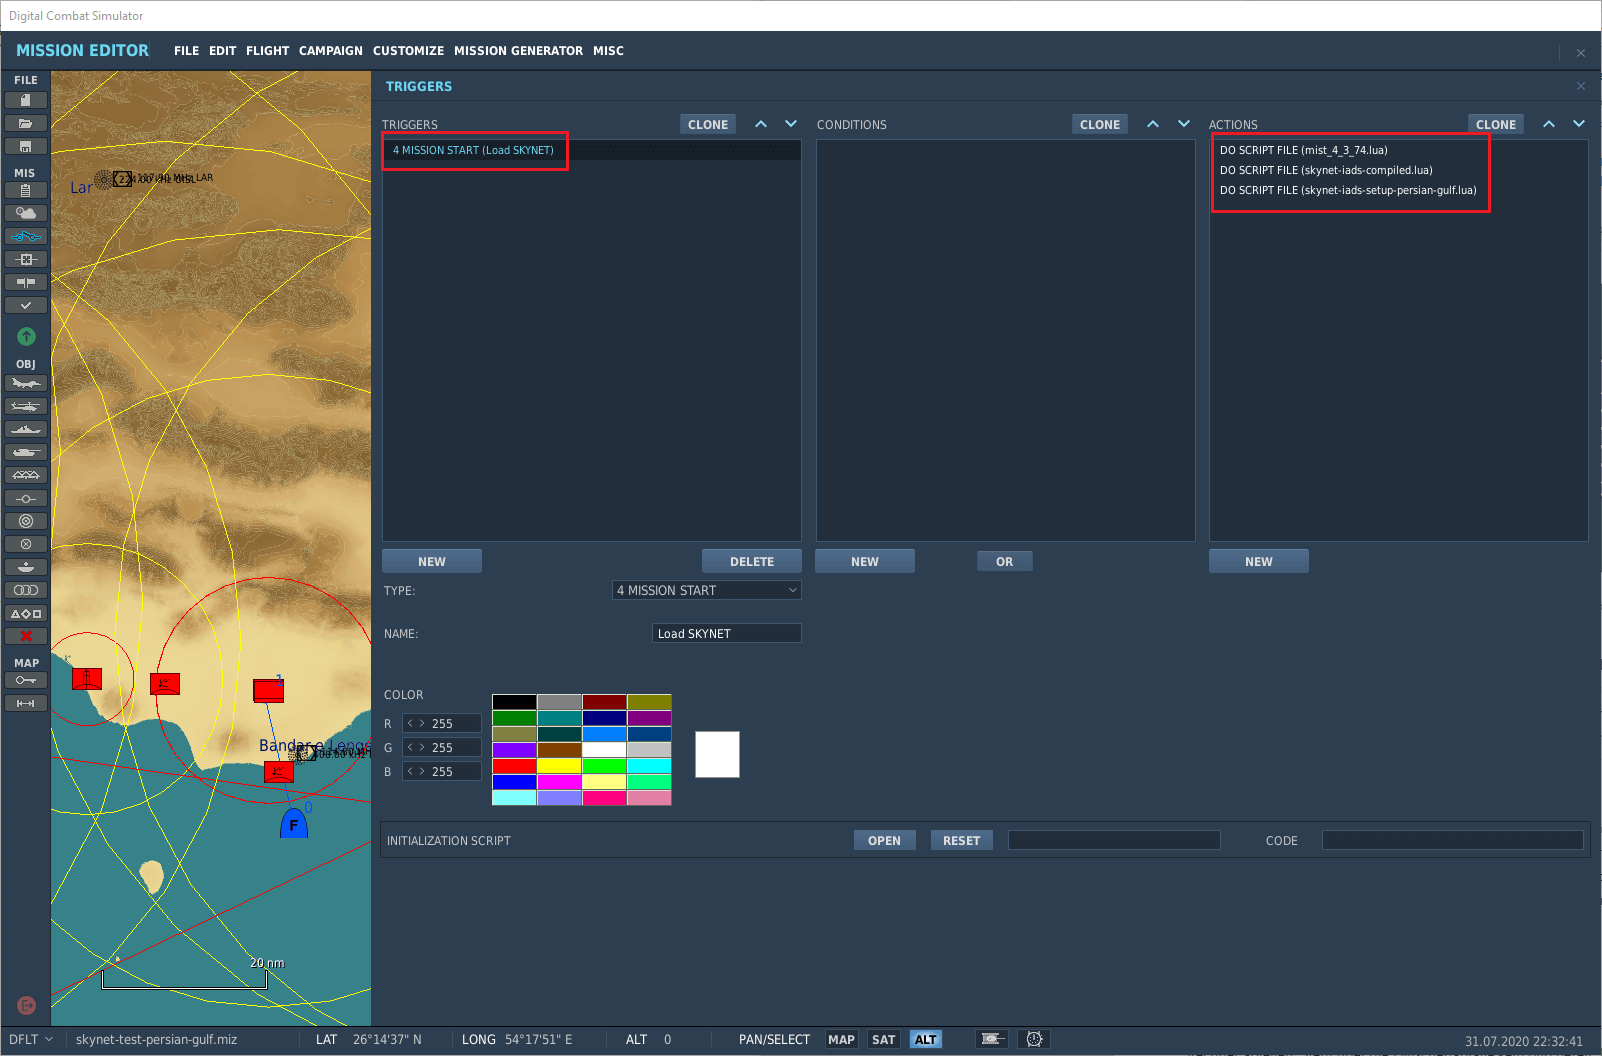 Digital Combat Simulator
MISSION EDITOR FILE EDIT FLIGHT CAMPAIGN CUSTOMIZE MISSION GENERATOR MISC
FILE
MIS
OBJ
MAP
Lar
LAR
Bandar-e Lenge
1
0
F
20 nm
TRIGGERS
TRIGGERS CLONE CONDITIONS CLONE ACTIONS CLONE
4 MISSION START (Load SKYNET)
DO SCRIPT FILE (mist_4_3_74.lua)
DO SCRIPT FILE (skynet-iads-compiled.lua)
DO SCRIPT FILE (skynet-iads-setup-persian-gulf.lua)
NEW DELETE NEW OR NEW
TYPE: 4 MISSION START
NAME: Load SKYNET
COLOR
R < > 255
G < > 255
B < > 255
INITIALIZATION SCRIPT OPEN RESET CODE
DFLT skynet-test-persian-gulf.miz LAT 26°14'37" N LONG 54°17'51" E ALT 0 PAN/SELECT MAP SAT ALT 31.07.2020 22:32:41